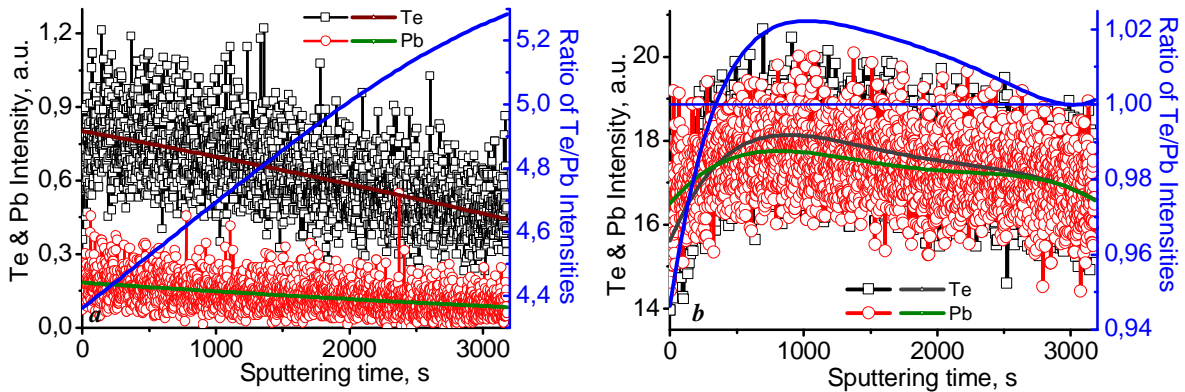 Te & Pb Intensity, a.u.
1,2
0,9
0,6
0,3
0,0
Te
Pb
a
0 1000 2000 3000
Sputtering time, s
5,2
5,0
4,8
4,6
4,4
Ratio of Te/Pb
Intensities
Te & Pb Intensity, a.u.
20
18
16
14
Te
Pb
b
0 1000 2000 3000
Sputtering time, s
1,02
1,00
0,98
0,96
0,94
Ratio of Te/Pb Intensities